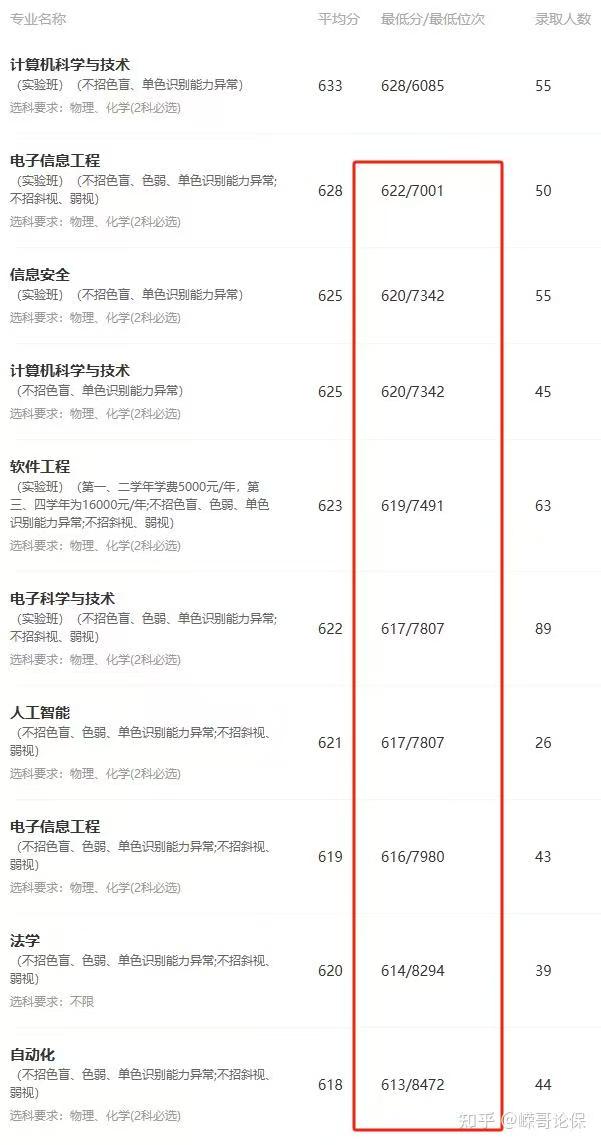 专业名称 平均分 最低分/最低位次 录取人数
计算机科学与技术
（实验班）（不招色盲、单色识别能力异常）
选科要求：物理、化学(2科必选)
633 628/6085 55
电子信息工程
（实验班）（不招色盲、色弱、单色识别能力异常;
不招斜视、弱视）
选科要求：物理、化学(2科必选)
628 622/7001 50
信息安全
（实验班）（不招色盲、单色识别能力异常）
选科要求：物理、化学(2科必选)
625 620/7342 55
计算机科学与技术
（不招色盲、单色识别能力异常）
选科要求：物理、化学(2科必选)
625 620/7342 45
软件工程
（实验班）（第一、二学年学费5000元/年，第
三、四学年为16000元/年;不招色盲、色弱、单色
识别能力异常;不招斜视、弱视）
选科要求：物理、化学(2科必选)
623 619/7491 63
电子科学与技术
（实验班）（不招色盲、色弱、单色识别能力异常;
不招斜视、弱视）
选科要求：物理、化学(2科必选)
622 617/7807 89
人工智能
（不招色盲、色弱、单色识别能力异常;不招斜视、
弱视）
选科要求：物理、化学(2科必选)
621 617/7807 26
电子信息工程
（不招色盲、色弱、单色识别能力异常;不招斜视、
弱视）
选科要求：物理、化学(2科必选)
619 616/7980 43
法学
（不招色盲、色弱、单色识别能力异常;不招斜视、
弱视）
选科要求：不限
620 614/8294 39
自动化
（不招色盲、色弱、单色识别能力异常;不招斜视、
弱视）
选科要求：物理、化学(2科必选)
618 613/8472 44
知乎 @嵘哥论保